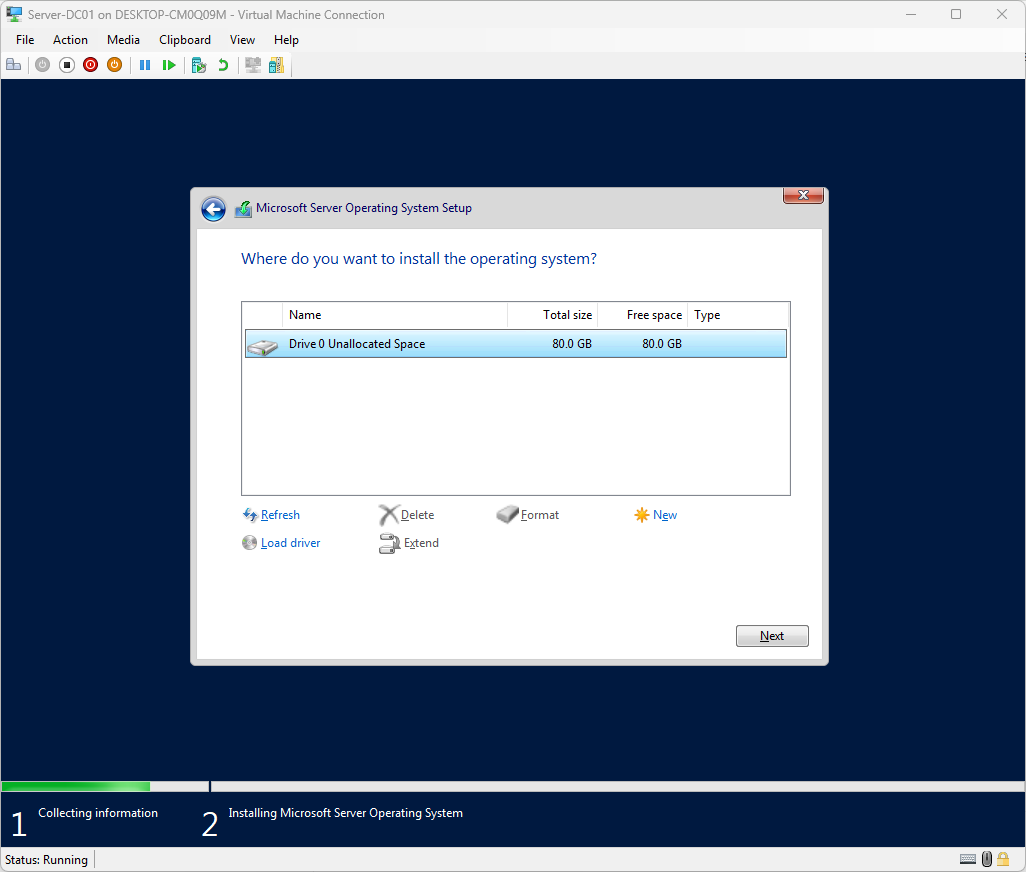 Server-DC01 on DESKTOP-CM0Q09M - Virtual Machine Connection
File Action Media Clipboard View Help
Microsoft Server Operating System Setup
Where do you want to install the operating system?
Name Total size Free space Type
Drive 0 Unallocated Space 80.0 GB 80.0 GB
Refresh Delete Format New
Load driver Extend
Next
1 Collecting information 2 Installing Microsoft Server Operating System
Status: Running